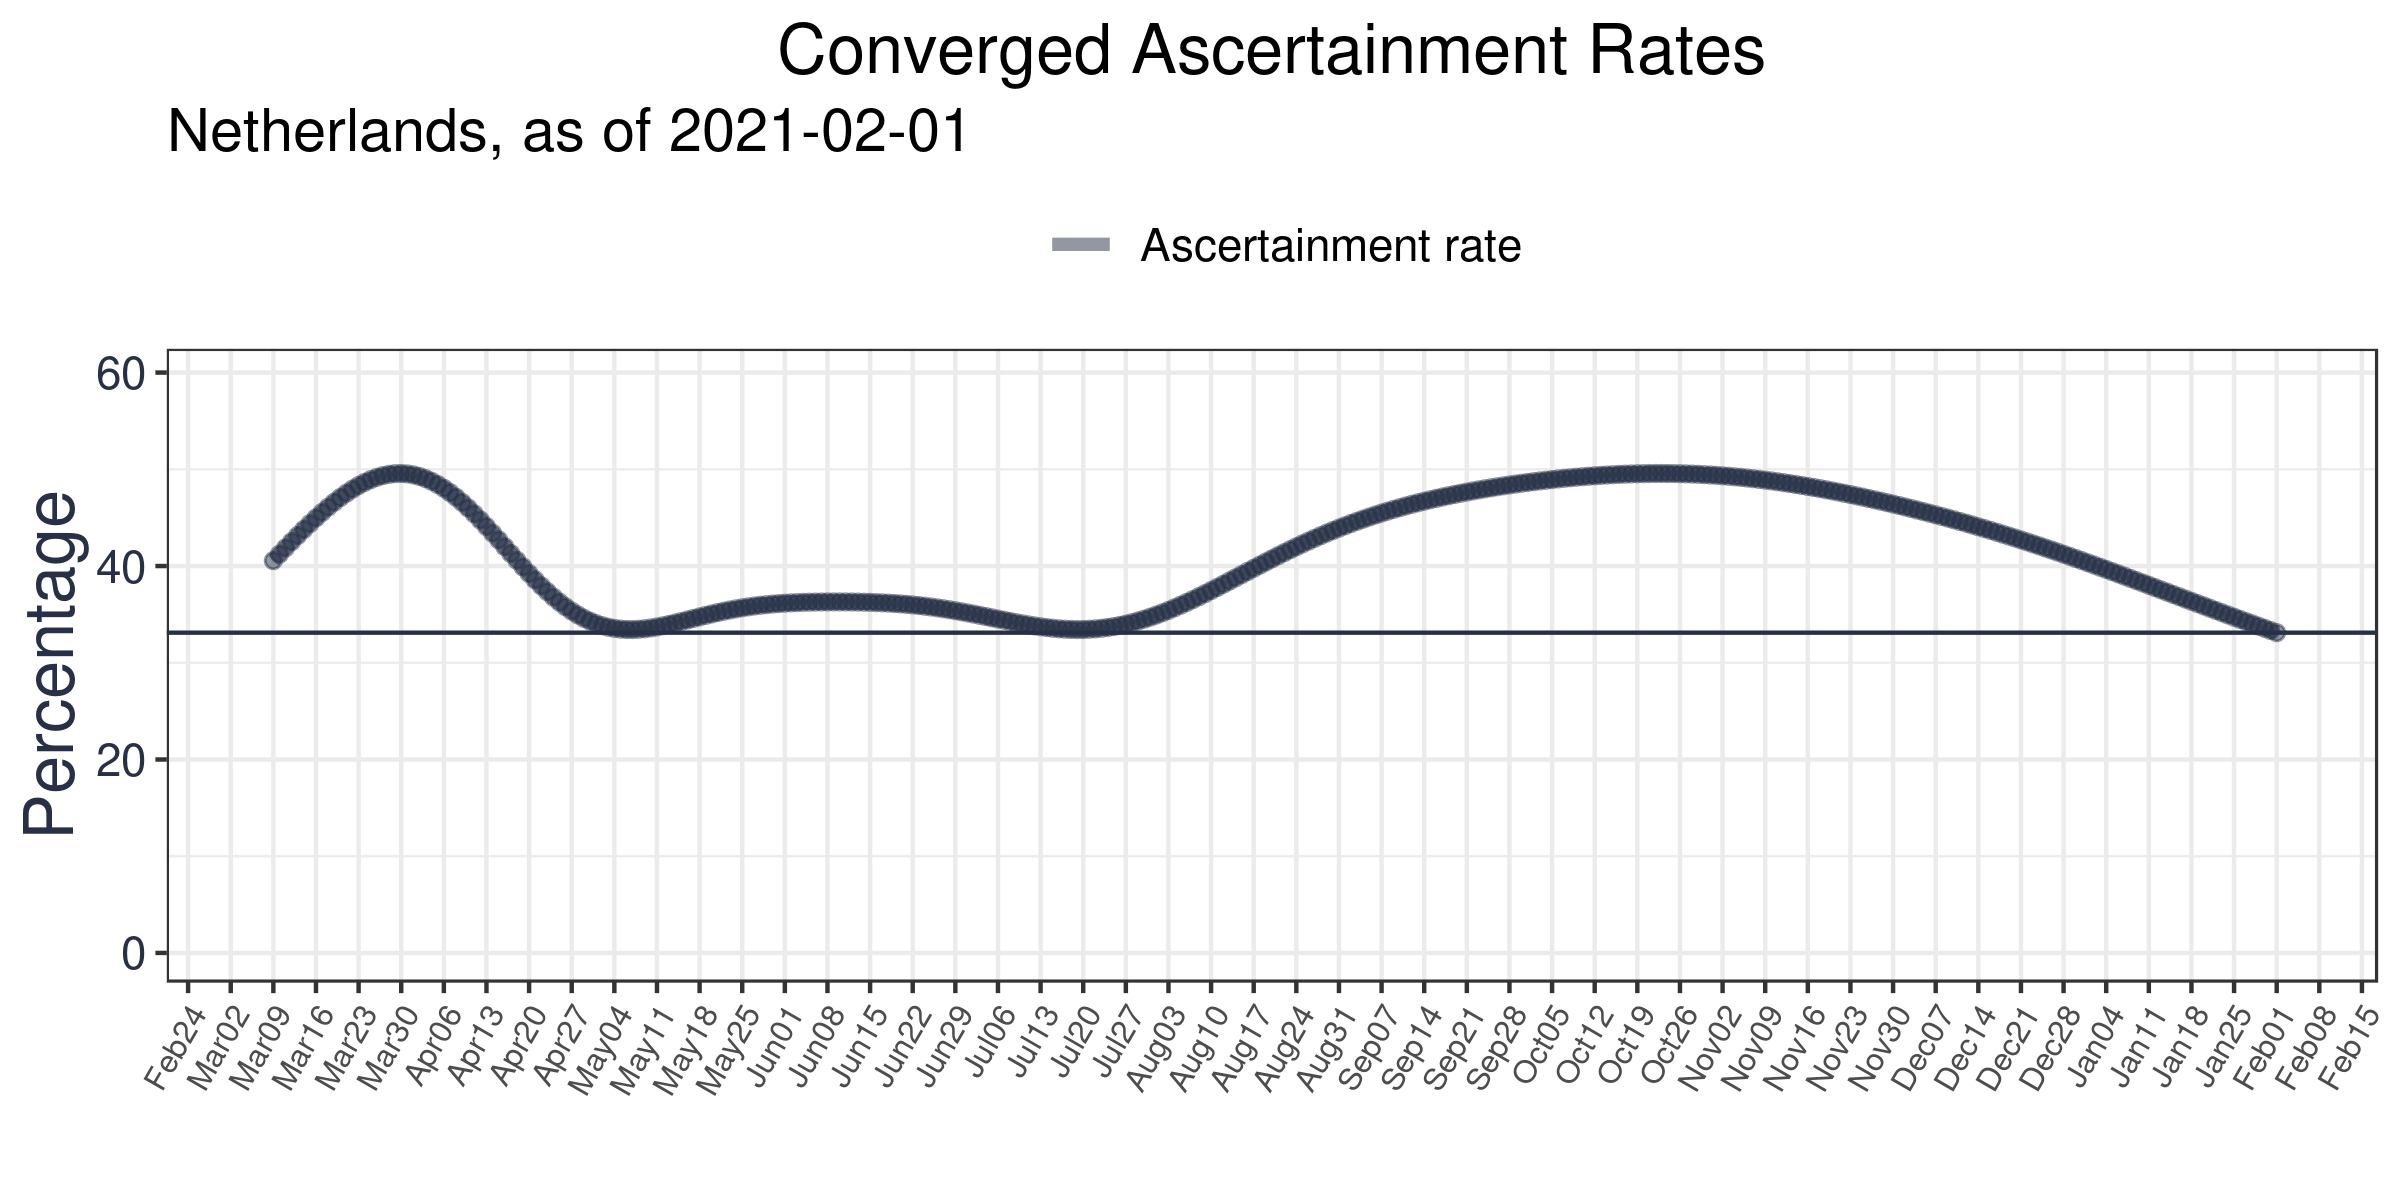 Converged Ascertainment Rates
Netherlands, as of 2021-02-01
Ascertainment rate
Percentage
60
40
20
0
Feb24 Mar02 Mar09 Mar16 Mar23 Mar30 Apr06 Apr13 Apr20 Apr27 May04 May11 May18 May25 Jun01 Jun08 Jun15 Jun22 Jun29 Jul06 Jul13 Jul20 Jul27 Aug03 Aug10 Aug17 Aug24 Aug31 Sep07 Sep14 Sep21 Sep28 Oct05 Oct12 Oct19 Oct26 Nov02 Nov09 Nov16 Nov23 Nov30 Dec07 Dec14 Dec21 Dec28 Jan04 Jan11 Jan18 Jan25 Feb01 Feb08 Feb15